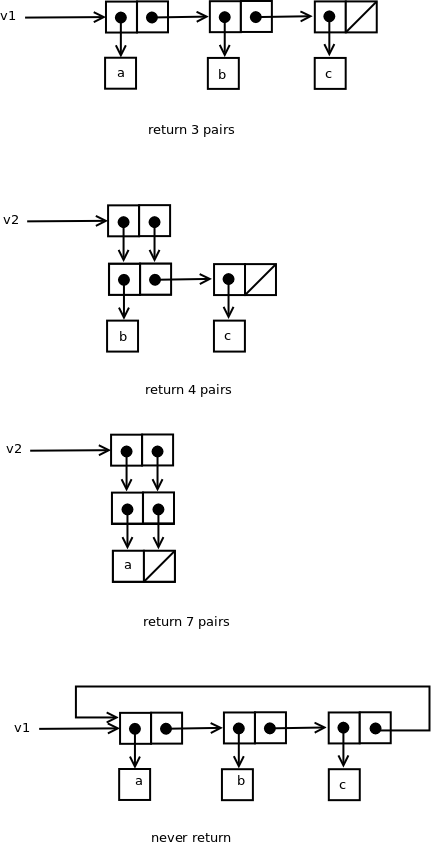 v1
a
b
c
return 3 pairs
v2
b
c
return 4 pairs
v2
a
return 7 pairs
v1
a
b
c
never return